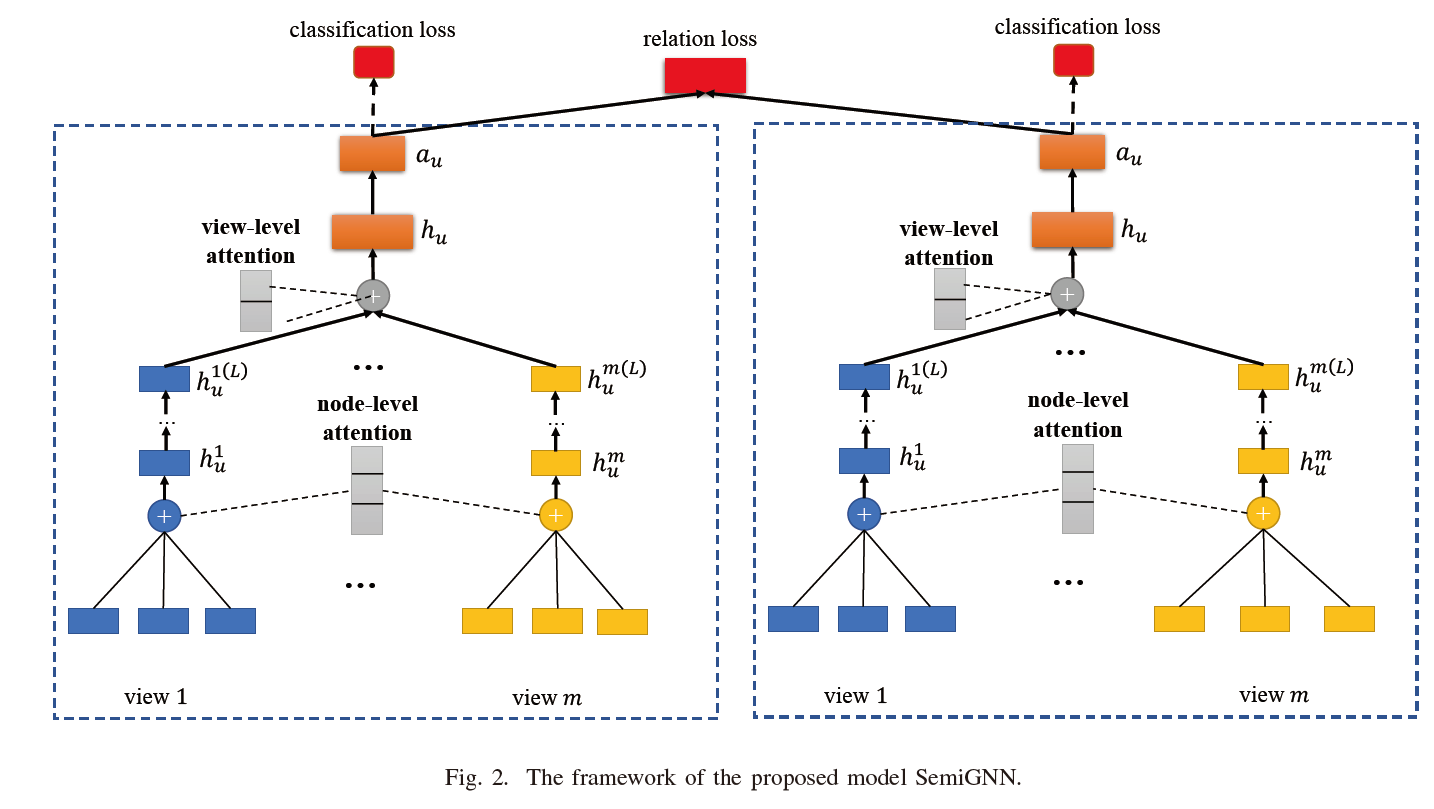 classification loss
relation loss
classification loss
a_u
view-level
attention
h_u
+
h_u^{1(L)}
...
h_u^{m(L)}
node-level
attention
...
...
h_u^1
h_u^m
+
+
...
view 1
view m
a_u
view-level
attention
h_u
+
h_u^{1(L)}
...
h_u^{m(L)}
node-level
attention
...
...
h_u^1
h_u^m
+
+
...
view 1
view m
Fig. 2. The framework of the proposed model SemiGNN.